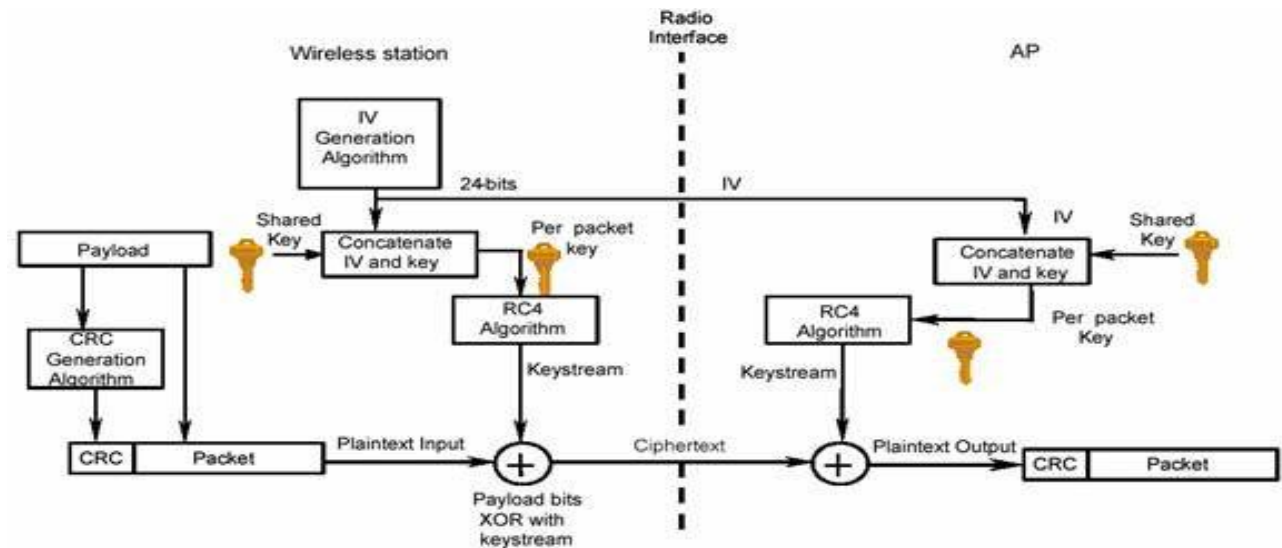 Radio
Interface
Wireless station
AP
IV
Generation
Algorithm
24-bits
IV
Shared
Key
Per packet
key
IV
Shared
Key
Payload
Concatenate
IV and key
Concatenate
IV and key
RC4
Algorithm
RC4
Algorithm
Per packet
Key
CRC
Generation
Algorithm
Keystream
Keystream
CRC
Packet
Plaintext Input
Ciphertext
Plaintext Output
CRC
Packet
Payload bits
XOR with
keystream